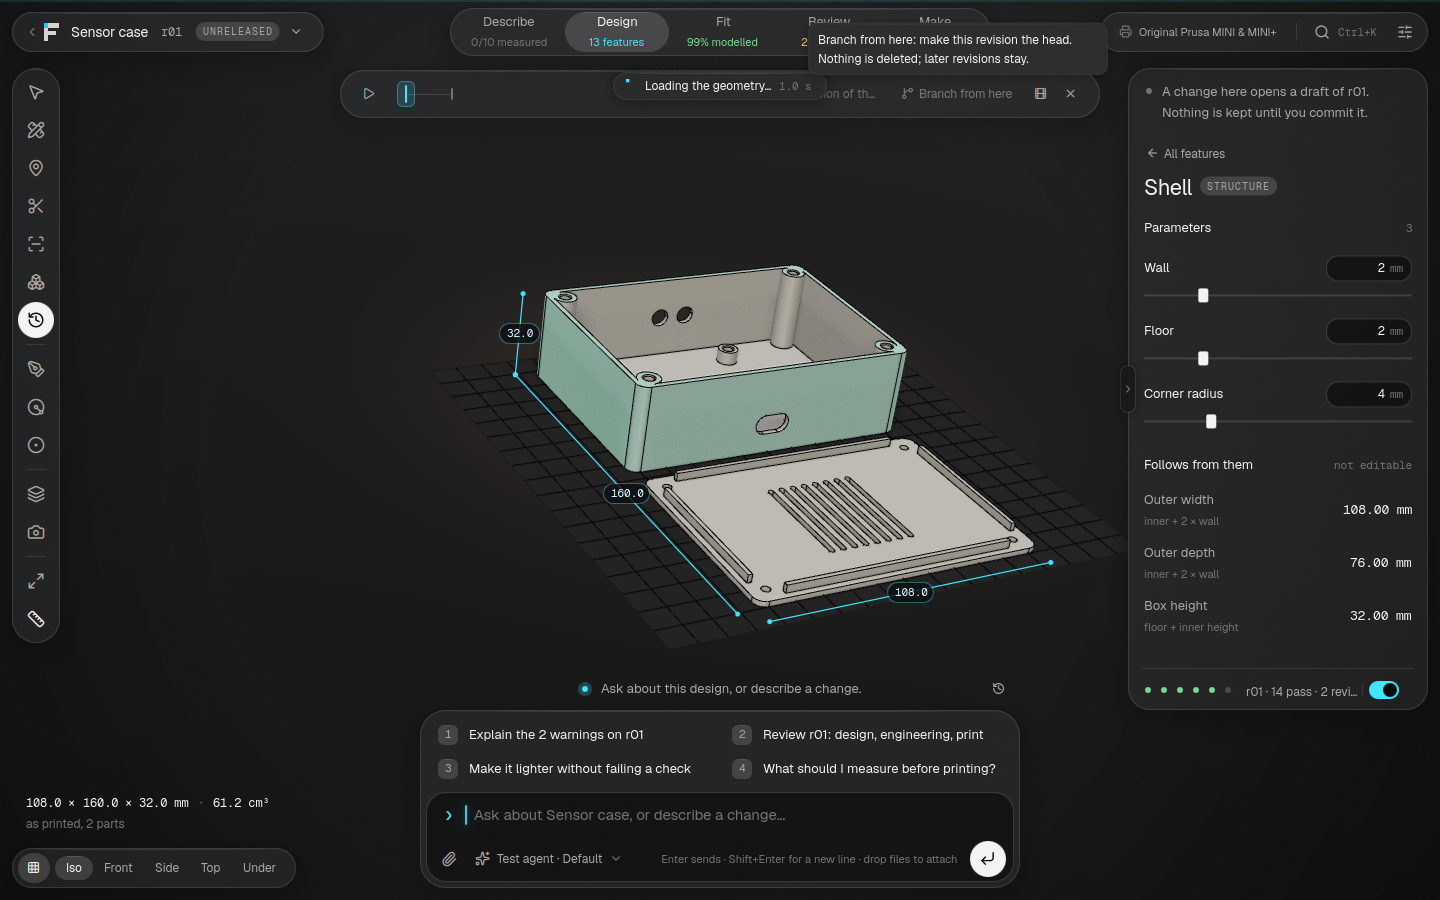 Sensor case r01 UNRELEASED
Describe
0/10 measured
Design
13 features
Fit
99% modelled
Review
2
Make
Branch from here: make this revision the head.
Nothing is deleted; later revisions stay.
Original Prusa MINI & MINI+
Ctrl+K
Loading the geometry… 1.0 s
ion of th…
Branch from here
A change here opens a draft of r01.
Nothing is kept until you commit it.
All features
Shell STRUCTURE
Parameters 3
Wall 2 mm
Floor 2 mm
Corner radius 4 mm
Follows from them not editable
Outer width
inner + 2 × wall
108.00 mm
Outer depth
inner + 2 × wall
76.00 mm
Box height
floor + inner height
32.00 mm
r01 · 14 pass · 2 revi…
32.0
160.0
108.0
Ask about this design, or describe a change.
1 Explain the 2 warnings on r01
2 Review r01: design, engineering, print
3 Make it lighter without failing a check
4 What should I measure before printing?
Ask about Sensor case, or describe a change…
Test agent · Default
Enter sends · Shift+Enter for a new line · drop files to attach
108.0 × 160.0 × 32.0 mm · 61.2 cm³
as printed, 2 parts
Iso Front Side Top Under